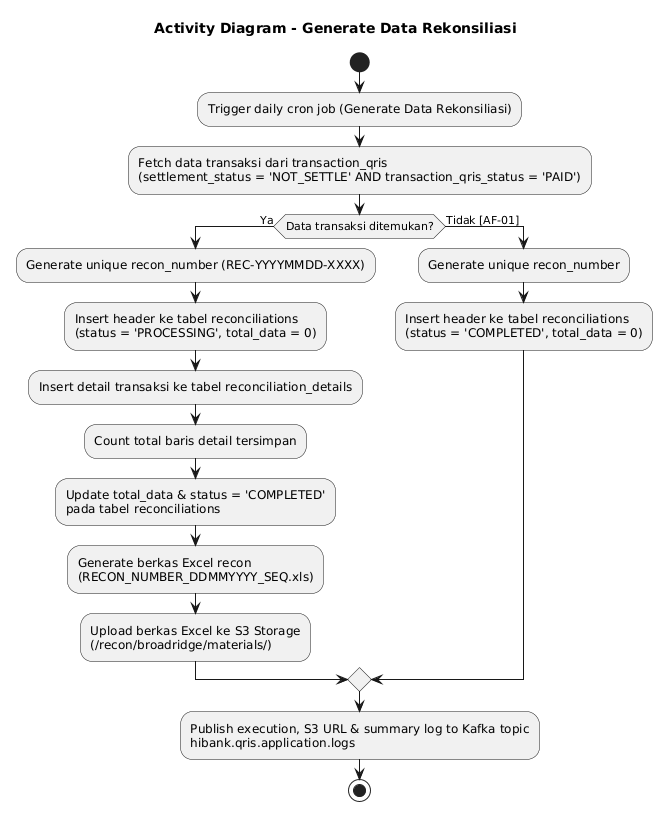 Activity Diagram - Generate Data Rekonsiliasi
Trigger daily cron job (Generate Data Rekonsiliasi)
Fetch data transaksi dari transaction_qris
(settlement_status = 'NOT_SETTLE' AND transaction_qris_status = 'PAID')
Data transaksi ditemukan?
Ya
Tidak [AF-01]
Generate unique recon_number (REC-YYYYMMDD-XXXX)
Insert header ke tabel reconciliations
(status = 'PROCESSING', total_data = 0)
Insert detail transaksi ke tabel reconciliation_details
Count total baris detail tersimpan
Update total_data & status = 'COMPLETED'
pada tabel reconciliations
Generate berkas Excel recon
(RECON_NUMBER_DDMMYYYY_SEQ.xls)
Upload berkas Excel ke S3 Storage
(/recon/broadridge/materials/)
Generate unique recon_number
Insert header ke tabel reconciliations
(status = 'COMPLETED', total_data = 0)
Publish execution, S3 URL & summary log to Kafka topic
hibank.qris.application.logs